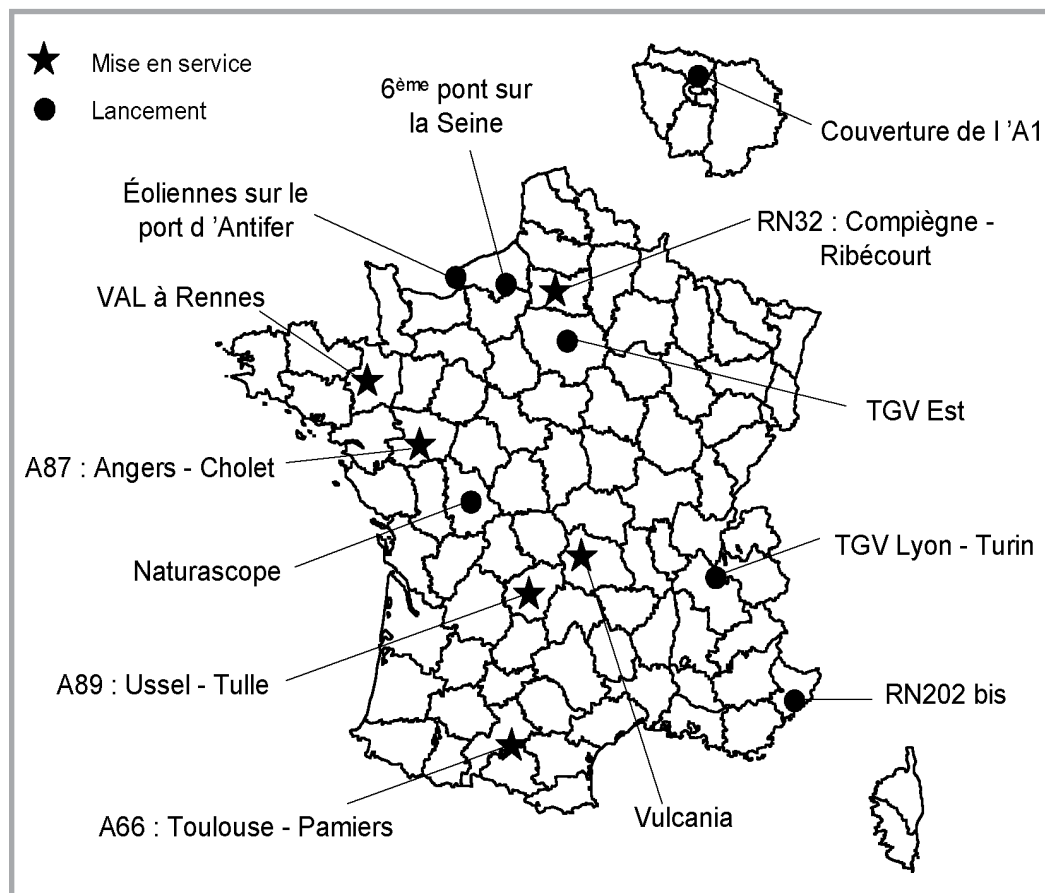 Mise en service
Lancement
6ème pont sur
la Seine
Couverture de l ’A1
Éoliennes sur le
port d ’Antifer
RN32 : Compiègne -
Ribécourt
VAL à Rennes
TGV Est
A87 : Angers - Cholet
TGV Lyon - Turin
Naturascope
A89 : Ussel - Tulle
RN202 bis
Vulcania
A66 : Toulouse - Pamiers